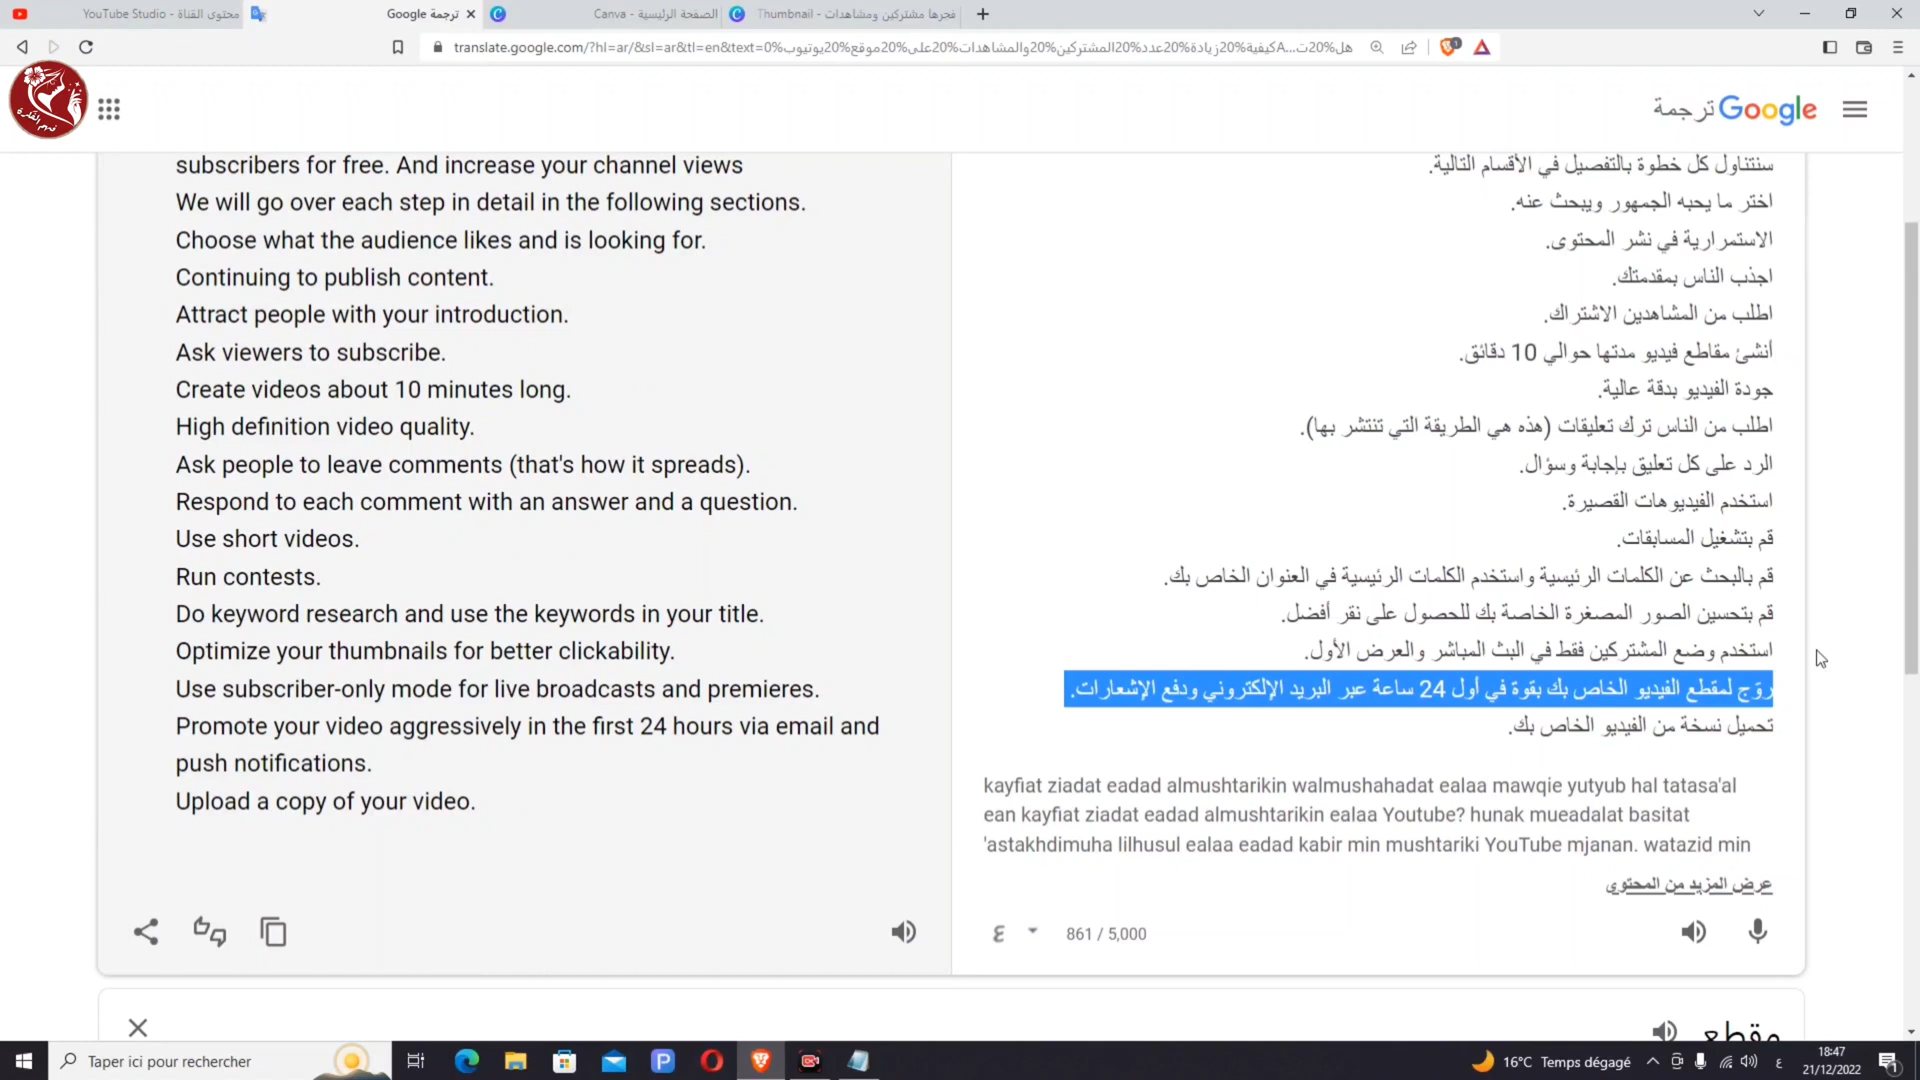 YouTube Studio - محتوى القناة
ترجمة Google
Canva - الصفحة الرئيسية
Thumbnail - فجرها مشتركين ومشاهدات
translate.google.com/?hl=ar/&sl=ar&tl=en&text=0%كيفية%20زيادة%20عدد%20المشتركين%20والمشاهدات%20على%20موقع%20يوتيوبA...هل%20ت
ترجمة Google
subscribers for free. And increase your channel views
We will go over each step in detail in the following sections.
Choose what the audience likes and is looking for.
Continuing to publish content.
Attract people with your introduction.
Ask viewers to subscribe.
Create videos about 10 minutes long.
High definition video quality.
Ask people to leave comments (that's how it spreads).
Respond to each comment with an answer and a question.
Use short videos.
Run contests.
Do keyword research and use the keywords in your title.
Optimize your thumbnails for better clickability.
Use subscriber-only mode for live broadcasts and premieres.
Promote your video aggressively in the first 24 hours via email and
push notifications.
Upload a copy of your video.
سنتناول كل خطوة بالتفصيل في الأقسام التالية.
اختر ما يحبه الجمهور ويبحث عنه.
الاستمرارية في نشر المحتوى.
اجذب الناس بمقدمتك.
اطلب من المشاهدين الاشتراك.
أنشئ مقاطع فيديو مدتها حوالي 10 دقائق.
جودة الفيديو بدقة عالية.
اطلب من الناس ترك تعليقات (هذه هي الطريقة التي تنتشر بها).
الرد على كل تعليق بإجابة وسؤال.
استخدم الفيديوهات القصيرة.
قم بتشغيل المسابقات.
قم بالبحث عن الكلمات الرئيسية واستخدم الكلمات الرئيسية في العنوان الخاص بك.
قم بتحسين الصور المصغرة الخاصة بك للحصول على نقر أفضل.
استخدم وضع المشتركين فقط في البث المباشر والعرض الأول.
روّج لمقطع الفيديو الخاص بك بقوة في أول 24 ساعة عبر البريد الإلكتروني ودفع الإشعارات.
تحميل نسخة من الفيديو الخاص بك.
kayfiat ziadat eadad almushtarikin walmushahadat ealaa mawqie yutyub hal tatasa'al
ean kayfiat ziadat eadad almushtarikin ealaa Youtube? hunak mueadalat basitat
'astakhdimuha lilhusul ealaa eadad kabir min mushtariki YouTube mjanan. watazid min
عرض المزيد من المحتوى
ع
861 / 5,000
مقطع
Taper ici pour rechercher
16°C Temps dégagé
ع
18:47
21/12/2022
1